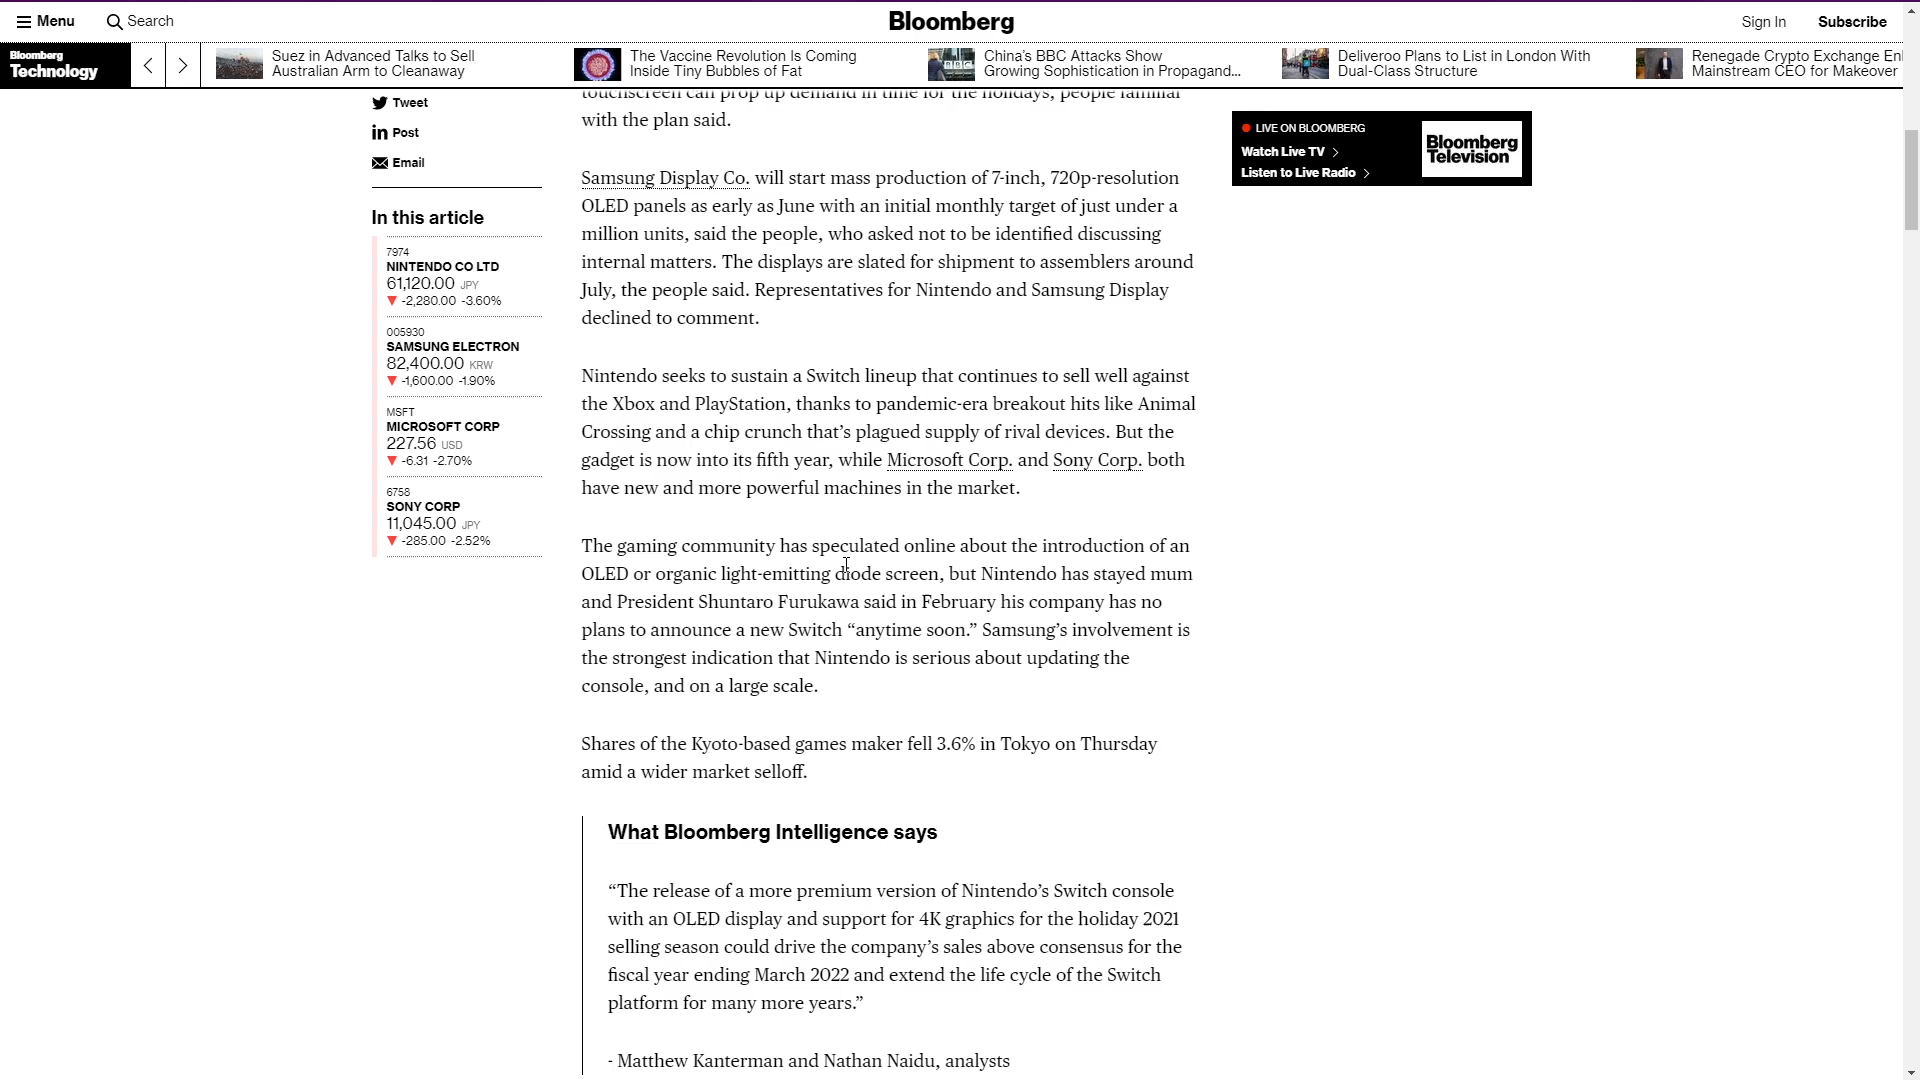 Menu
Search
Bloomberg
Sign In
Subscribe
Bloomberg
Technology
Suez in Advanced Talks to Sell
Australian Arm to Cleanaway
The Vaccine Revolution Is Coming
Inside Tiny Bubbles of Fat
China’s BBC Attacks Show
Growing Sophistication in Propagand...
Deliveroo Plans to List in London With
Dual-Class Structure
Renegade Crypto Exchange En
Mainstream CEO for Makeover
Tweet
Post
Email
In this article
7974
NINTENDO CO LTD
61,120.00 JPY
▼ -2,280.00 -3.60%
005930
SAMSUNG ELECTRON
82,400.00 KRW
▼ -1,600.00 -1.90%
MSFT
MICROSOFT CORP
227.56 USD
▼ -6.31 -2.70%
6758
SONY CORP
11,045.00 JPY
▼ -285.00 -2.52%
touchscreen can prop up demand in time for the holidays, people familiar
with the plan said.
Samsung Display Co. will start mass production of 7-inch, 720p-resolution
OLED panels as early as June with an initial monthly target of just under a
million units, said the people, who asked not to be identified discussing
internal matters. The displays are slated for shipment to assemblers around
July, the people said. Representatives for Nintendo and Samsung Display
declined to comment.
Nintendo seeks to sustain a Switch lineup that continues to sell well against
the Xbox and PlayStation, thanks to pandemic-era breakout hits like Animal
Crossing and a chip crunch that’s plagued supply of rival devices. But the
gadget is now into its fifth year, while Microsoft Corp. and Sony Corp. both
have new and more powerful machines in the market.
The gaming community has speculated online about the introduction of an
OLED or organic light-emitting diode screen, but Nintendo has stayed mum
and President Shuntaro Furukawa said in February his company has no
plans to announce a new Switch “anytime soon.” Samsung’s involvement is
the strongest indication that Nintendo is serious about updating the
console, and on a large scale.
Shares of the Kyoto-based games maker fell 3.6% in Tokyo on Thursday
amid a wider market selloff.
What Bloomberg Intelligence says
“The release of a more premium version of Nintendo’s Switch console
with an OLED display and support for 4K graphics for the holiday 2021
selling season could drive the company’s sales above consensus for the
fiscal year ending March 2022 and extend the life cycle of the Switch
platform for many more years.”
- Matthew Kanterman and Nathan Naidu, analysts
LIVE ON BLOOMBERG
Watch Live TV
Listen to Live Radio
Bloomberg
Television